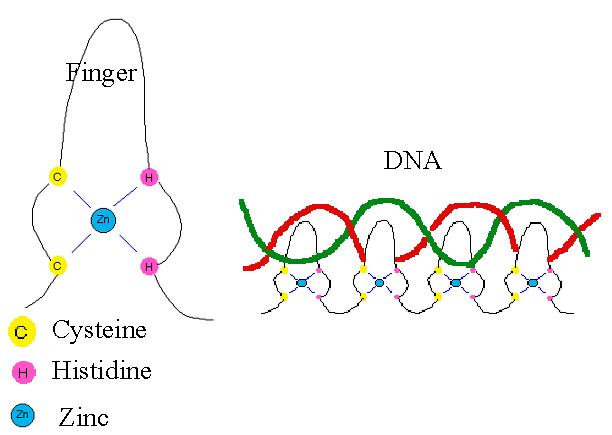 Finger
DNA
C
H
Zn
C
H
C Cysteine
H Histidine
Zn Zinc